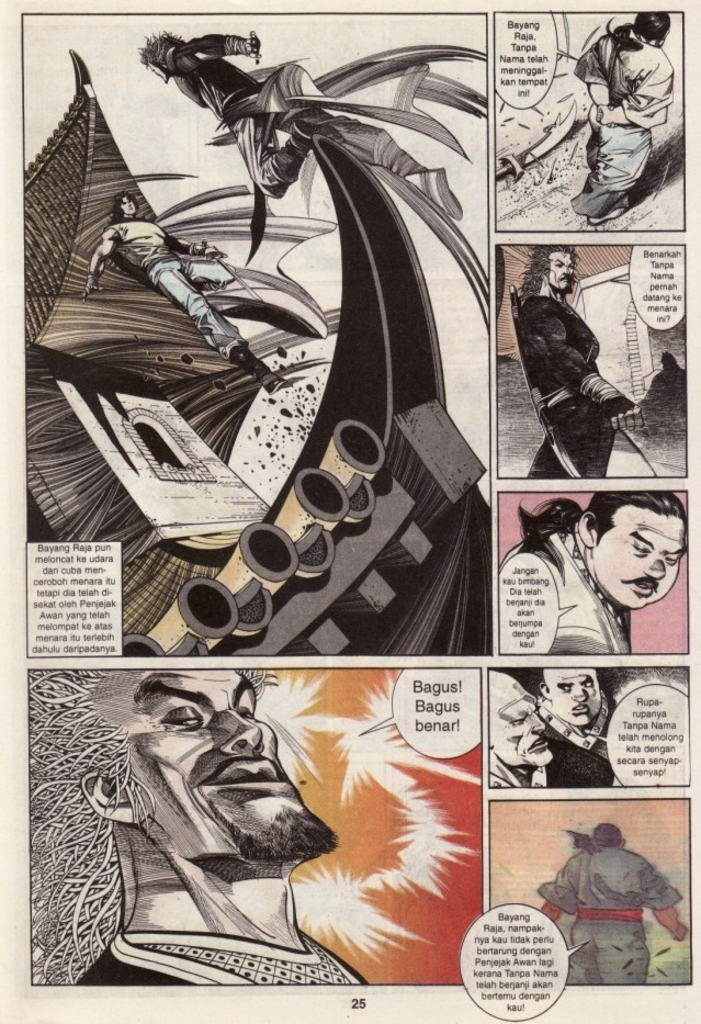 Bayang Raja pun
meloncat ke udara
dan cuba men-
ceroboh menara itu
tetapi dia telah di-
sekat oleh Penjejak
Awan yang telah
melompat ke atas
menara itu terlebih
dahulu daripadanya.
Bayang
Raja,
Tanpa
Nama telah
meninggal-
kan tempat
ini!
Benarkah
Tanpa
Nama
pernah
datang ke
menara
ini?
Jangan
kau bimbang.
Dia telah
berjanji dia
akan
berjumpa
dengan
kau!
Bagus!
Bagus
benar!
Rupa-
rupanya
Tanpa Nama
telah menolong
kita dengan
secara senyap-
senyap!
Bayang
Raja, nampak-
nya kau tidak perlu
bertarung dengan
Penjejak Awan lagi
kerana Tanpa Nama
telah berjanji akan
bertemu dengan
kau!
25